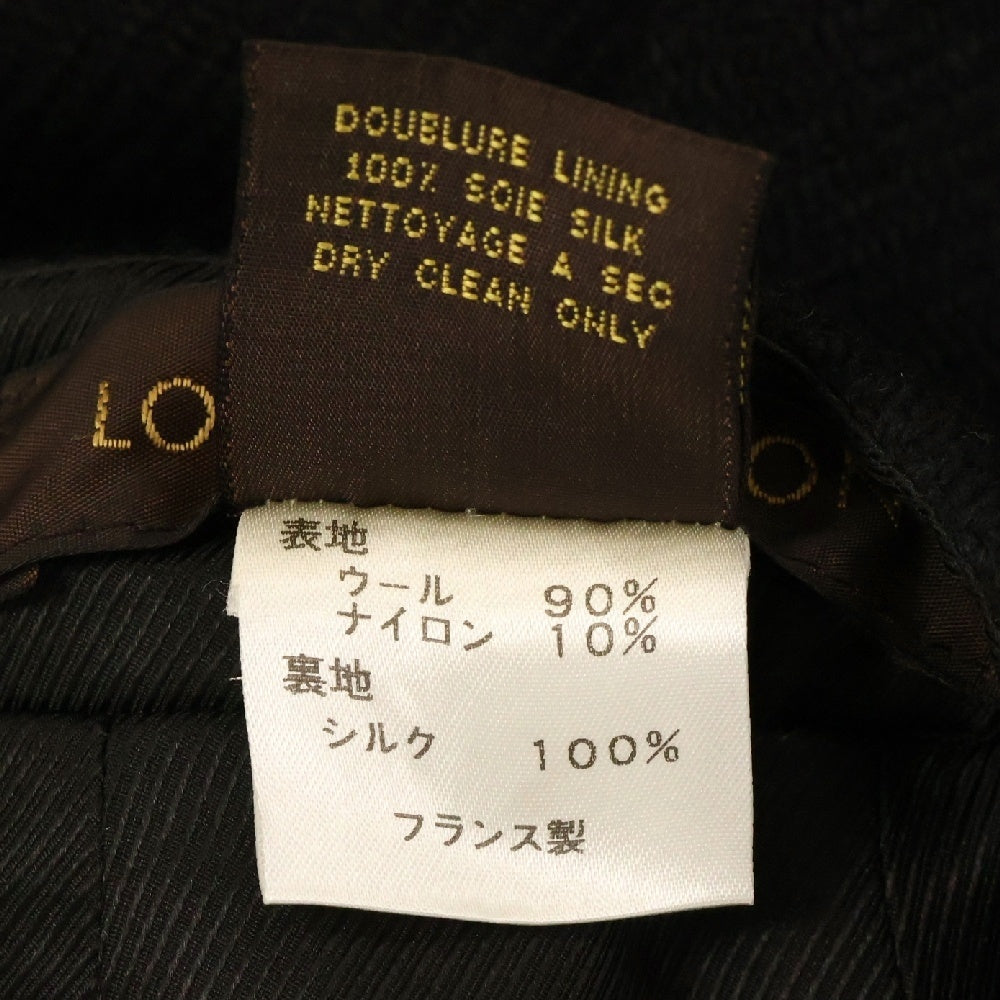 DOUBLURE LINING
100% SOIE SILK
NETTOYAGE A SEC
DRY CLEAN ONLY
LO
表地
ウール 90%
ナイロン 10%
裏地
シルク 100%
フランス製